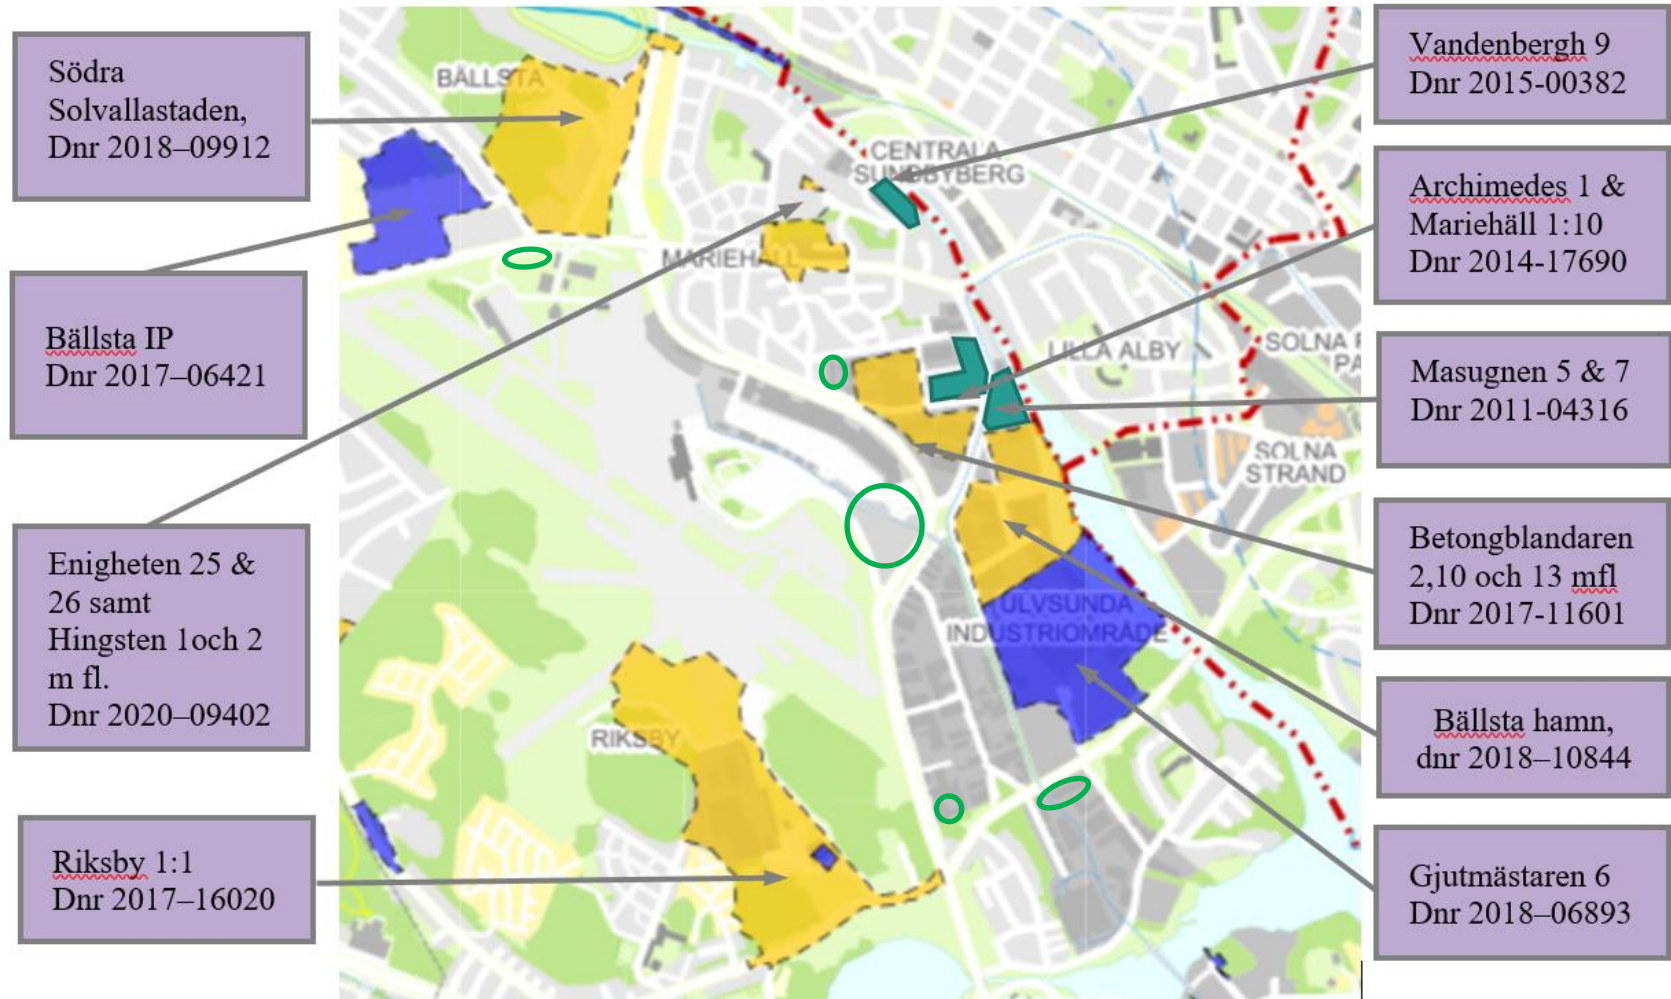 Södra
Solvallastaden,
Dnr 2018–09912
Bällsta IP
Dnr 2017–06421
Enigheten 25 &
26 samt
Hingsten 1och 2
m fl.
Dnr 2020–09402
Riksby 1:1
Dnr 2017–16020
BÄLLSTA
CENTRALA
SUNDBYBERG
MARIEHÄLL
LILLA ALBY
SOLNA
STRAND
ULVSUNDA
INDUSTRIOMRÅDE
RIKSBY
Vandenbergh 9
Dnr 2015-00382
Archimedes 1 &
Mariehäll 1:10
Dnr 2014-17690
Masugnen 5 & 7
Dnr 2011-04316
Betongblandaren
2,10 och 13 mfl
Dnr 2017-11601
Bällsta hamn,
dnr 2018–10844
Gjutmästaren 6
Dnr 2018–06893